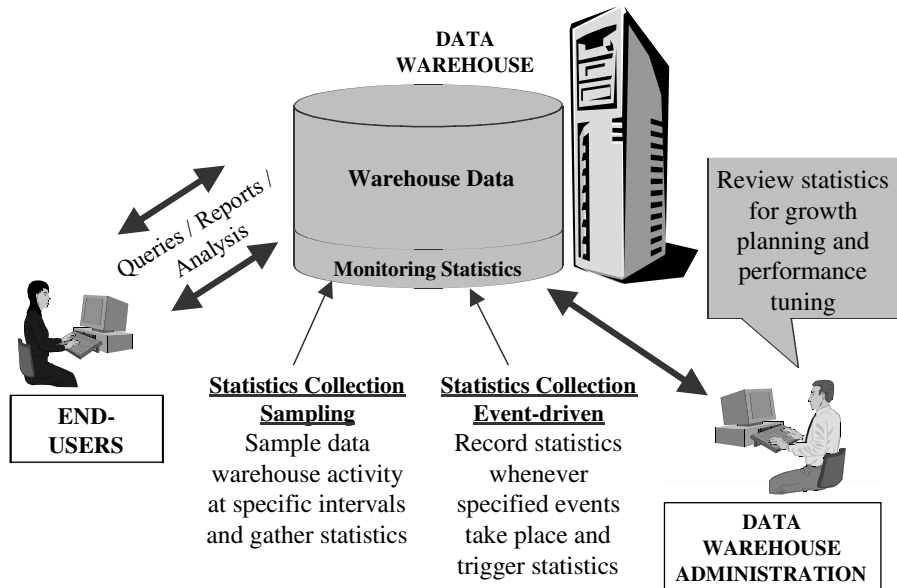 DATA
WAREHOUSE
Warehouse Data
Monitoring Statistics
Queries / Reports /
Analysis
Review statistics
for growth
planning and
performance
tuning
END-
USERS
Statistics Collection
Sampling
Sample data
warehouse activity
at specific intervals
and gather statistics
Statistics Collection
Event-driven
Record statistics
whenever
specified events
take place and
trigger statistics
DATA
WAREHOUSE
ADMINISTRATION